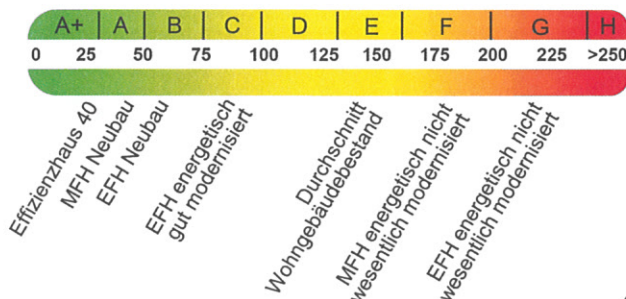 A+ A B C D E F G H
0 25 50 75 100 125 150 175 200 225 >250
Effizienzhaus 40
MFH Neubau
EFH Neubau
EFH energetisch
gut modernisiert
Durchschnitt
Wohngebäudebestand
MFH energetisch nicht
wesentlich modernisiert
EFH energetisch nicht
wesentlich modernisiert